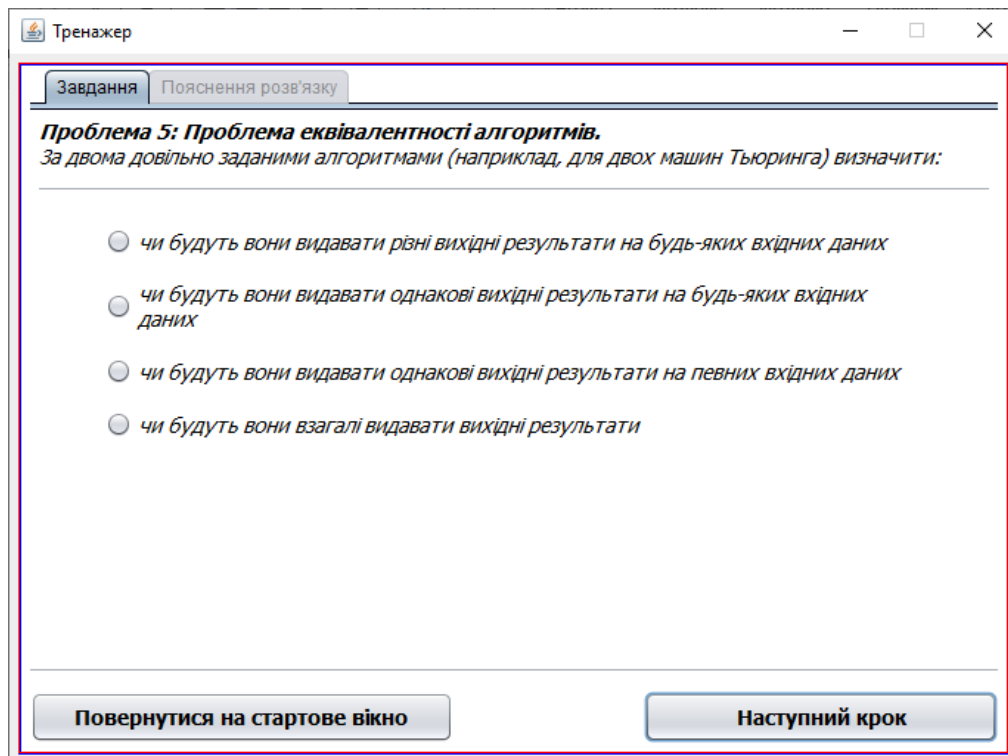 Тренажер
Завдання Пояснення розв'язку
Проблема 5: Проблема еквівалентності алгоритмів.
За двома довільно заданими алгоритмами (наприклад, для двох машин Тьюринга) визначити:
чи будуть вони видавати різні вихідні результати на будь-яких вхідних даних
чи будуть вони видавати однакові вихідні результати на будь-яких вхідних
даних
чи будуть вони видавати однакові вихідні результати на певних вхідних даних
чи будуть вони взагалі видавати вихідні результати
Повернутися на стартове вікно Наступний крок